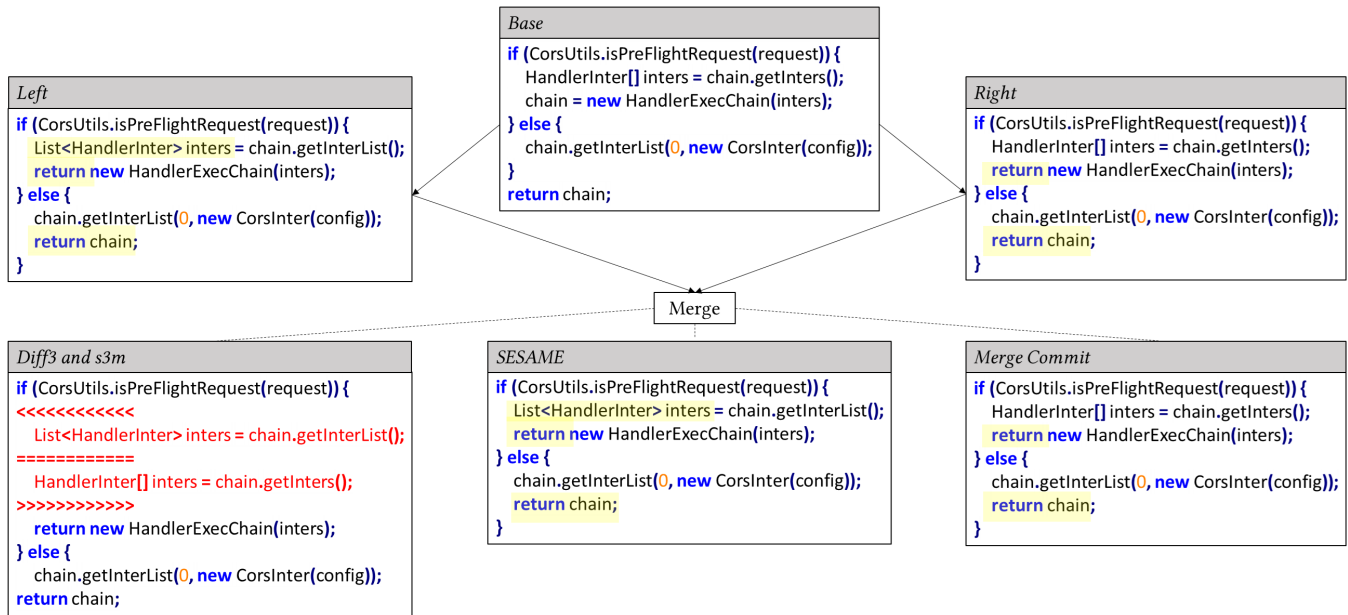 Base
if (CorsUtils.isPreFlightRequest(request)) {
HandlerInter[] inters = chain.getInters();
chain = new HandlerExecChain(inters);
} else {
chain.getInterList(0, new CorsInter(config));
}
return chain;
Left
if (CorsUtils.isPreFlightRequest(request)) {
List<HandlerInter> inters = chain.getInterList();
return new HandlerExecChain(inters);
} else {
chain.getInterList(0, new CorsInter(config));
return chain;
}
Right
if (CorsUtils.isPreFlightRequest(request)) {
HandlerInter[] inters = chain.getInters();
return new HandlerExecChain(inters);
} else {
chain.getInterList(0, new CorsInter(config));
return chain;
}
Merge
Diff3 and s3m
if (CorsUtils.isPreFlightRequest(request)) {
<<<<<<<<<<<<
List<HandlerInter> inters = chain.getInterList();
============
HandlerInter[] inters = chain.getInters();
>>>>>>>>>>>>
return new HandlerExecChain(inters);
} else {
chain.getInterList(0, new CorsInter(config));
return chain;
SESAME
if (CorsUtils.isPreFlightRequest(request)) {
List<HandlerInter> inters = chain.getInterList();
return new HandlerExecChain(inters);
} else {
chain.getInterList(0, new CorsInter(config));
return chain;
}
Merge Commit
if (CorsUtils.isPreFlightRequest(request)) {
HandlerInter[] inters = chain.getInters();
return new HandlerExecChain(inters);
} else {
chain.getInterList(0, new CorsInter(config));
return chain;
}